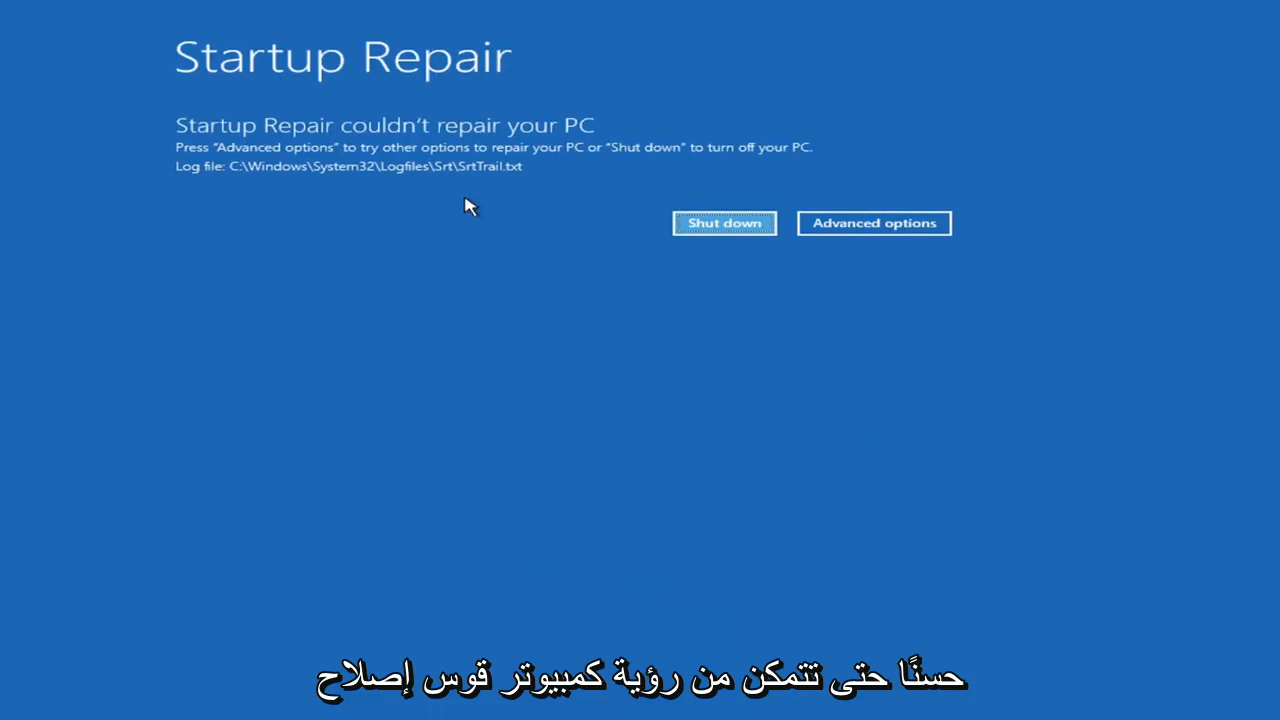 Startup Repair
Startup Repair couldn't repair your PC
Press "Advanced options" to try other options to repair your PC or "Shut down" to turn off your PC.
Log file: C:\Windows\System32\Logfiles\Srt\SrtTrail.txt
Shut down
Advanced options
حسنًا حتى تتمكن من رؤية كمبيوتر قوس إصلاح